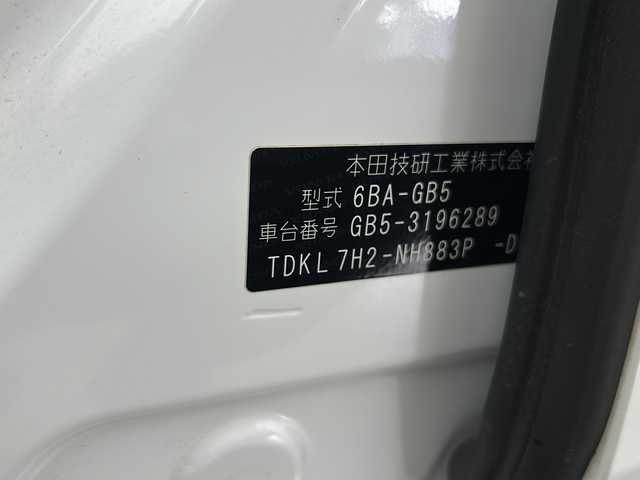 本田技研工業株式会
型式 6BA-GB5
車台番号 GB5-3196289
TDKL 7H2-NH883P -D